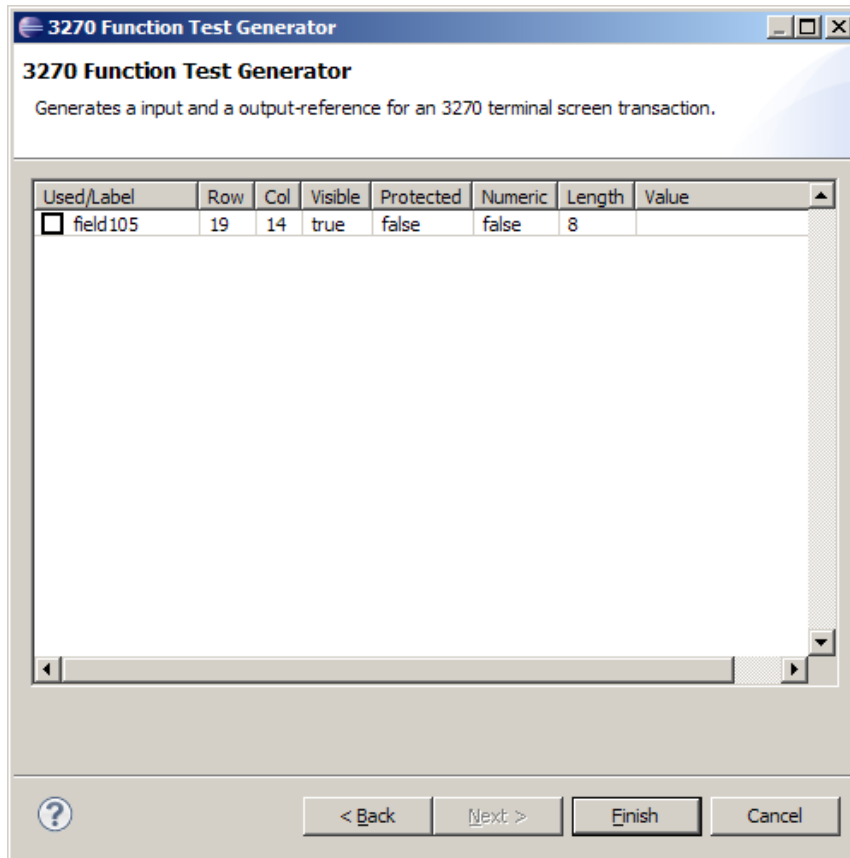 3270 Function Test Generator
3270 Function Test Generator
Generates a input and a output-reference for an 3270 terminal screen transaction.
Used/Label Row Col Visible Protected Numeric Length Value
field105 19 14 true false false 8
? < Back Next > Finish Cancel